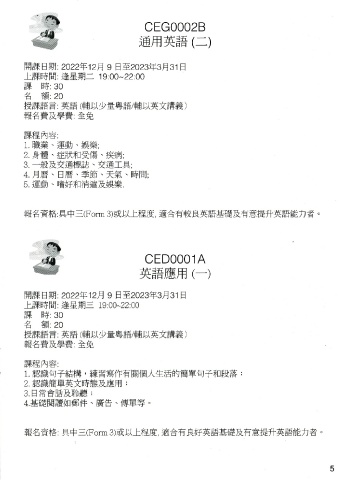 CEG0002B
通用英語 (二)
開課日期: 2022年12月 9 日至2023年3月31日
上課時間: 逢星期二 19:00~22:00
課　時: 30
名　額: 20
授課語言: 英語 (輔以少量粵語/輔以英文講義)
報名費及學費: 全免
課程內容:
1. 職業、運動、娛樂;
2. 身體、症狀和受傷、疾病;
3. 一般及交通標誌、交通工具;
4. 月曆、日曆、季節、天氣、時間;
5. 運動、嗜好和消遣及娛樂.
報名資格:具中三(Form 3)或以上程度, 適合有較良英語基礎及有意提升英語能力者。
CED0001A
英語應用 (一)
開課日期: 2022年12月 9 日至2023年3月31日
上課時間: 逢星期三 19:00~22:00
課　時: 30
名　額: 20
授課語言: 英語 (輔以少量粵語/輔以英文講義)
報名費及學費: 全免
課程內容:
1. 認識句子結構，練習寫作有關個人生活的簡單句子和段落；
2. 認識簡單英文時態及應用；
3.日常會話及聆聽；
4.基礎閱讀如郵件、廣告、傳單等。
報名資格: 具中三(Form 3)或以上程度, 適合有良好英語基礎及有意提升英語能力者。
5